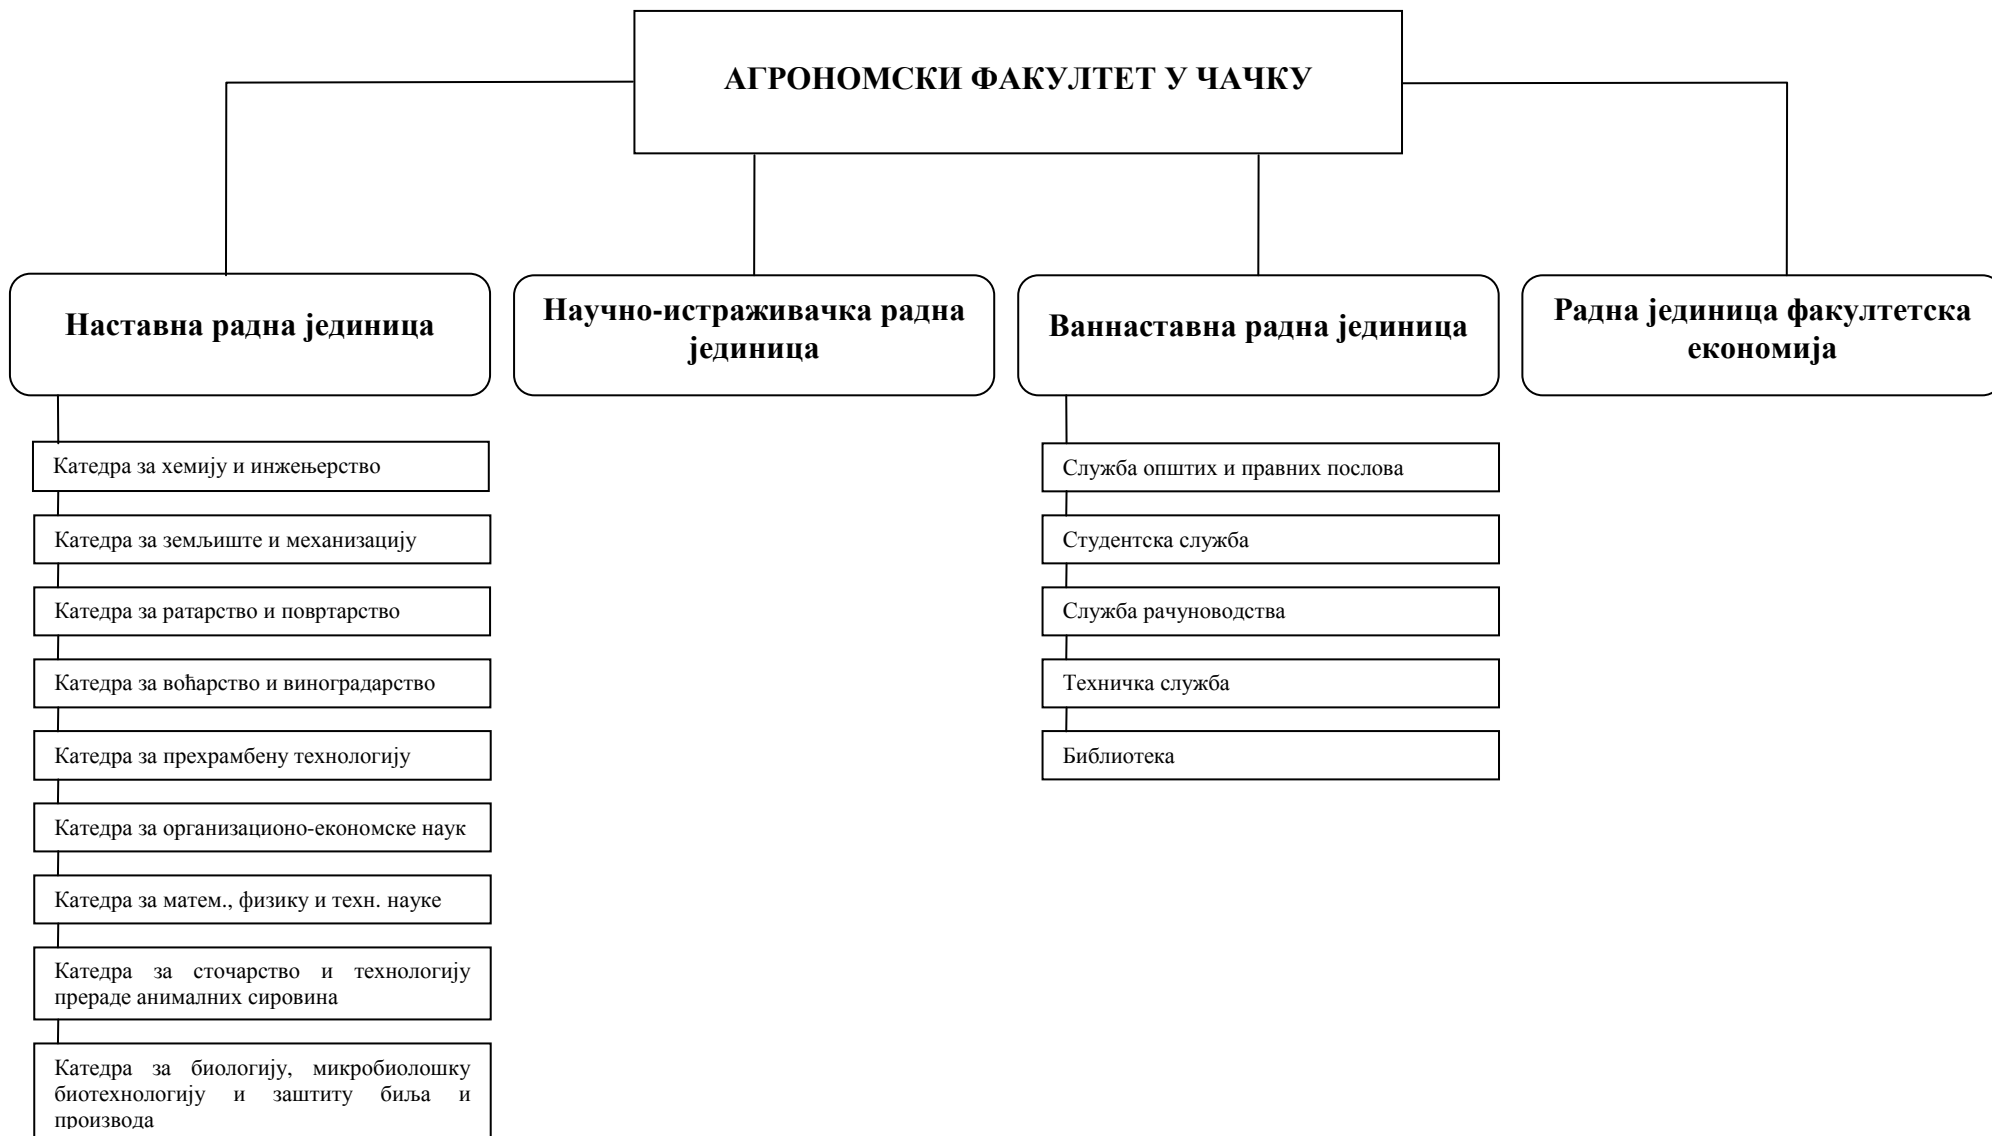 АГРОНОМСКИ ФАКУЛТЕТ У ЧАЧКУ
Наставна радна јединица
Научно-истраживачка радна
јединица
Ваннаставна радна јединица
Радна јединица факултетска
економија
Катедра за хемију и инжењерство
Катедра за земљиште и механизацију
Катедра за ратарство и повртарство
Катедра за воћарство и виноградарство
Катедра за прехрамбену технологију
Катедра за организационо-економске наук
Катедра за матем., физику и техн. науке
Катедра за сточарство и технологију
прераде анималних сировина
Катедра за биологију, микробиолошку
биотехнологију и заштиту биља и
производа
Служба општих и правних послова
Студентска служба
Служба рачуноводства
Техничка служба
Библиотека